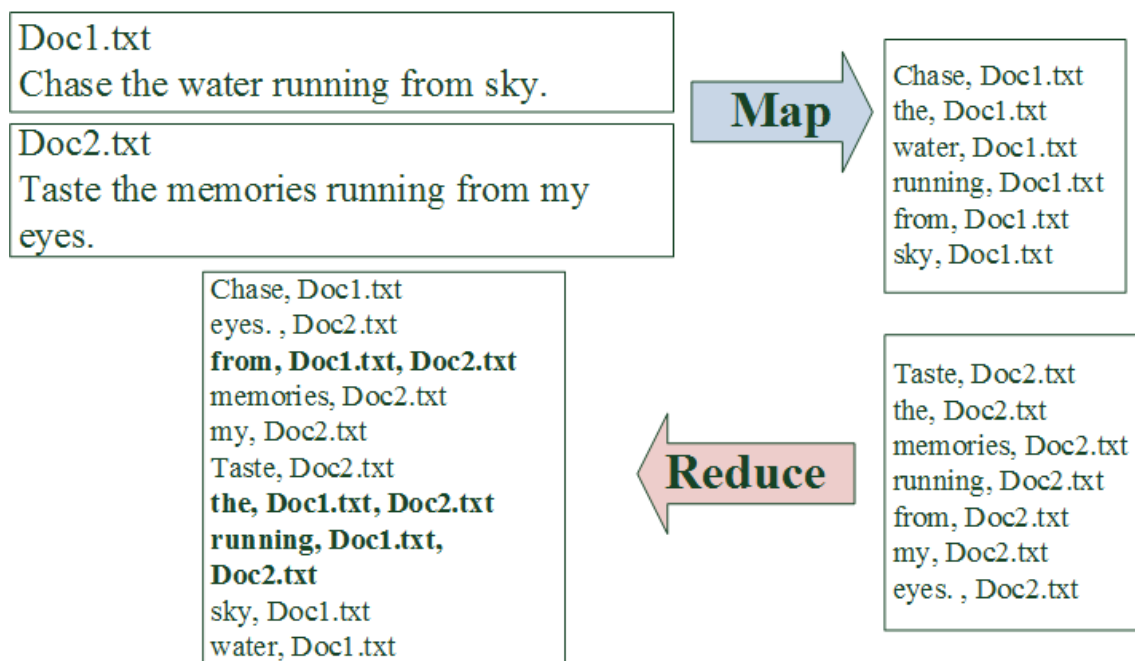 Doc1.txt
Chase the water running from sky.
Doc2.txt
Taste the memories running from my
eyes.
Map
Chase, Doc1.txt
the, Doc1.txt
water, Doc1.txt
running, Doc1.txt
from, Doc1.txt
sky, Doc1.txt
Taste, Doc2.txt
the, Doc2.txt
memories, Doc2.txt
running, Doc2.txt
from, Doc2.txt
my, Doc2.txt
eyes. , Doc2.txt
Reduce
Chase, Doc1.txt
eyes. , Doc2.txt
from, Doc1.txt, Doc2.txt
memories, Doc2.txt
my, Doc2.txt
Taste, Doc2.txt
the, Doc1.txt, Doc2.txt
running, Doc1.txt,
Doc2.txt
sky, Doc1.txt
water, Doc1.txt